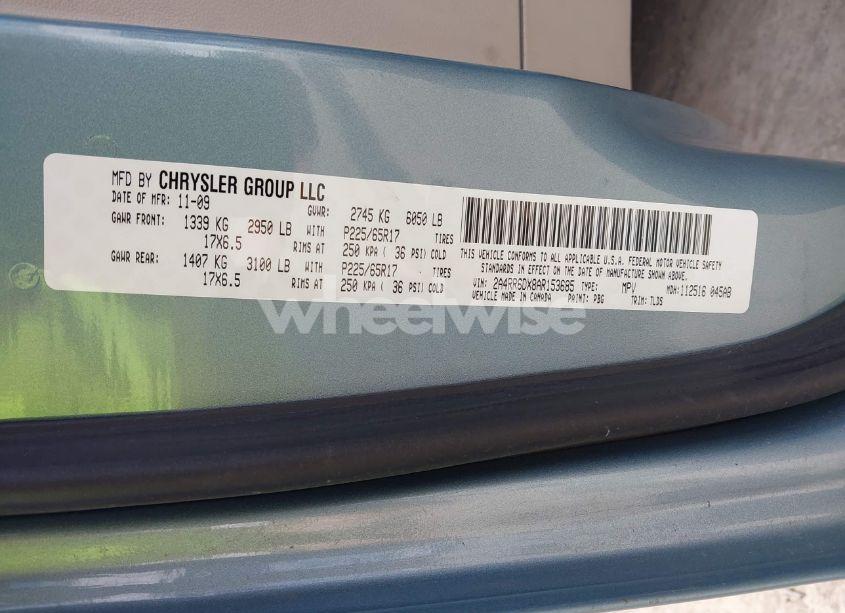 MFD BY CHRYSLER GROUP LLC
DATE OF MFR: 11-09 GVWR: 2745 KG 6050 LB
GAWR FRONT: 1339 KG 2950 LB WITH P225/65R17 TIRES
17X6.5 RIMS AT 250 KPA ( 36 PSI) COLD
GAWR REAR: 1407 KG 3100 LB WITH P225/65R17 TIRES
17X6.5 RIMS AT 250 KPA ( 36 PSI) COLD
THIS VEHICLE CONFORMS TO ALL APPLICABLE U.S.A. FEDERAL MOTOR VEHICLE SAFETY
STANDARDS IN EFFECT ON THE DATE OF MANUFACTURE SHOWN ABOVE.
VIN: 2A4RR6DX8AR153685 TYPE: MPV MDH: 112516 045AB
VEHICLE MADE IN CANADA PAINT: PBG TRIM: TLDS
wheelwise